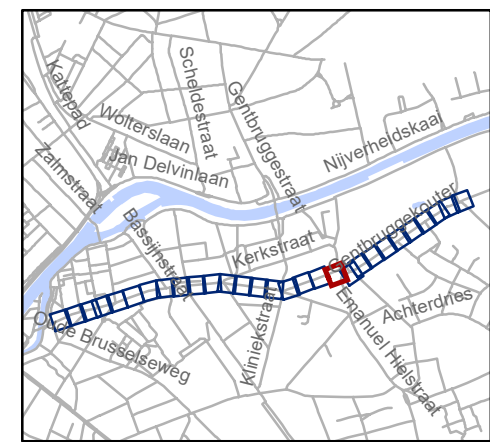 Kattepad
Wolterslaan
Scheldestraat
Gentbruggestraat
Nijverheidskaai
Zalmstraat
Jan Delvinlaan
Bassijnstraat
Kerkstraat
Gentbruggekouter
Oude Brusselseweg
Kliniekstraat
Emanuel Hielstraat
Achterdries